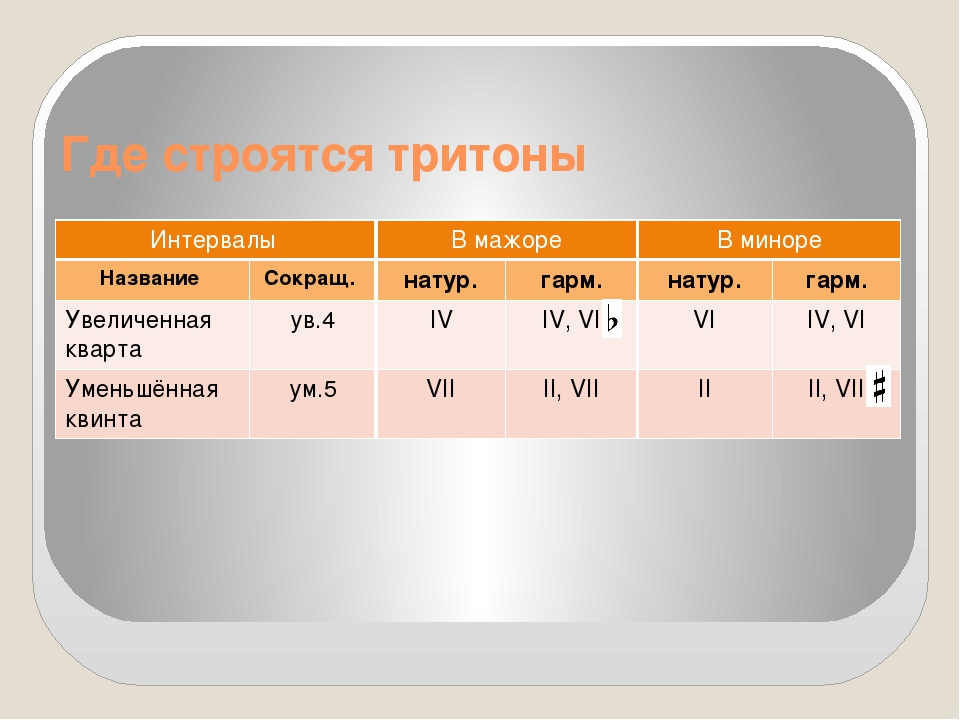 Где строятся тритоны
Интервалы В мажоре В миноре
Название Сокращ. натур. гарм. натур. гарм.
Увеличенная кварта ув.4 IV IV, VI ♭ VI IV, VI
Уменьшённая квинта ум.5 VII II, VII II II, VII ♯